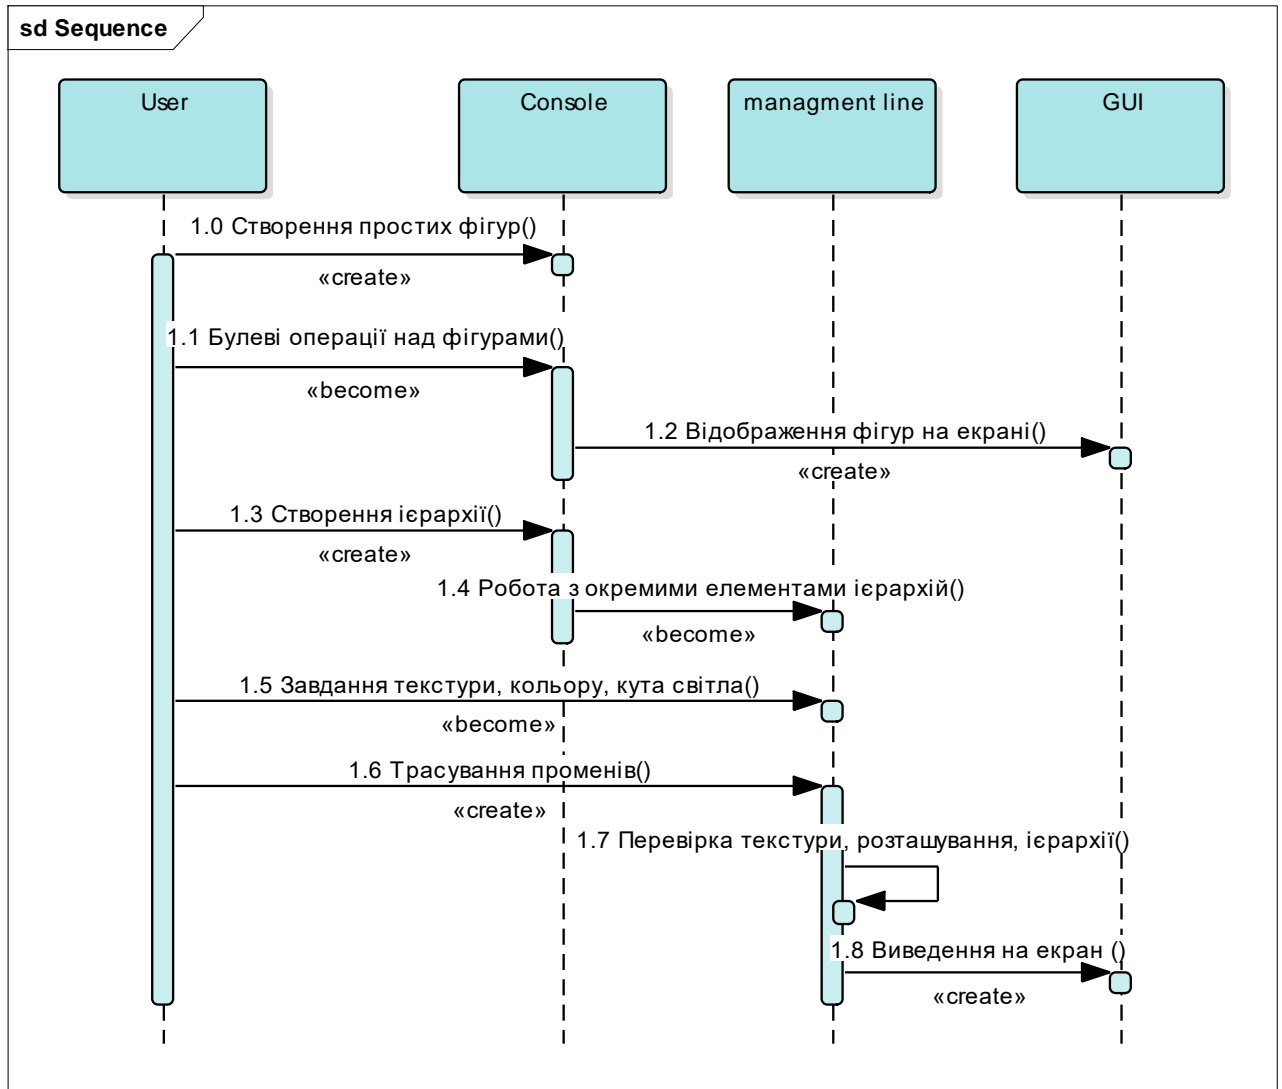 sd Sequence
User
Console
managment line
GUI
1.0 Створення простих фігур()
«create»
1.1 Булеві операції над фігурами()
«become»
1.2 Відображення фігур на екрані()
«create»
1.3 Створення ієрархії()
«create»
1.4 Робота з окремими елементами ієрархій()
«become»
1.5 Завдання текстури, кольору, кута світла()
«become»
1.6 Трасування променів()
«create»
1.7 Перевірка текстури, розташування, ієрархії()
1.8 Виведення на екран ()
«create»